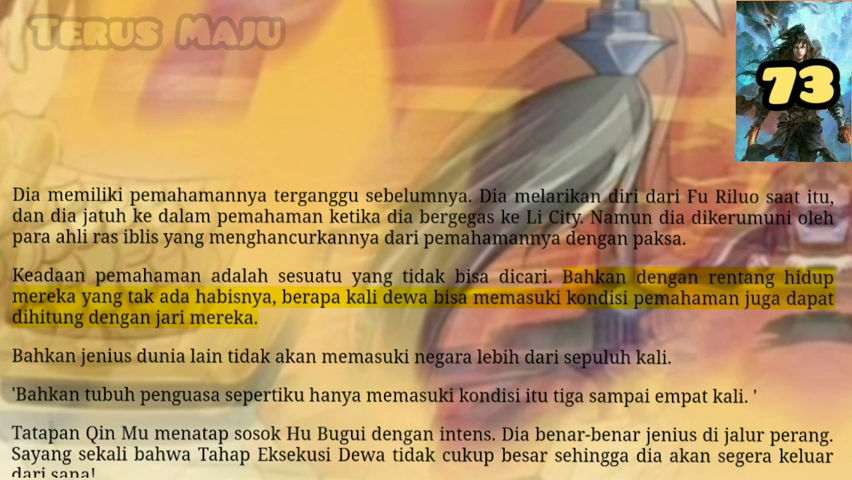 Terus Maju
73
Dia memiliki pemahamannya terganggu sebelumnya. Dia melarikan diri dari Fu Riluo saat itu,
dan dia jatuh ke dalam pemahaman ketika dia bergegas ke Li City. Namun dia dikerumuni oleh
para ahli ras iblis yang menghancurkannya dari pemahamannya dengan paksa.
Keadaan pemahaman adalah sesuatu yang tidak bisa dicari. Bahkan dengan rentang hidup
mereka yang tak ada habisnya, berapa kali dewa bisa memasuki kondisi pemahaman juga dapat
dihitung dengan jari mereka.
Bahkan jenius dunia lain tidak akan memasuki negara lebih dari sepuluh kali.
'Bahkan tubuh penguasa sepertiku hanya memasuki kondisi itu tiga sampai empat kali. '
Tatapan Qin Mu menatap sosok Hu Bugui dengan intens. Dia benar-benar jenius di jalur perang.
Sayang sekali bahwa Tahap Eksekusi Dewa tidak cukup besar sehingga dia akan segera keluar
dari sana!